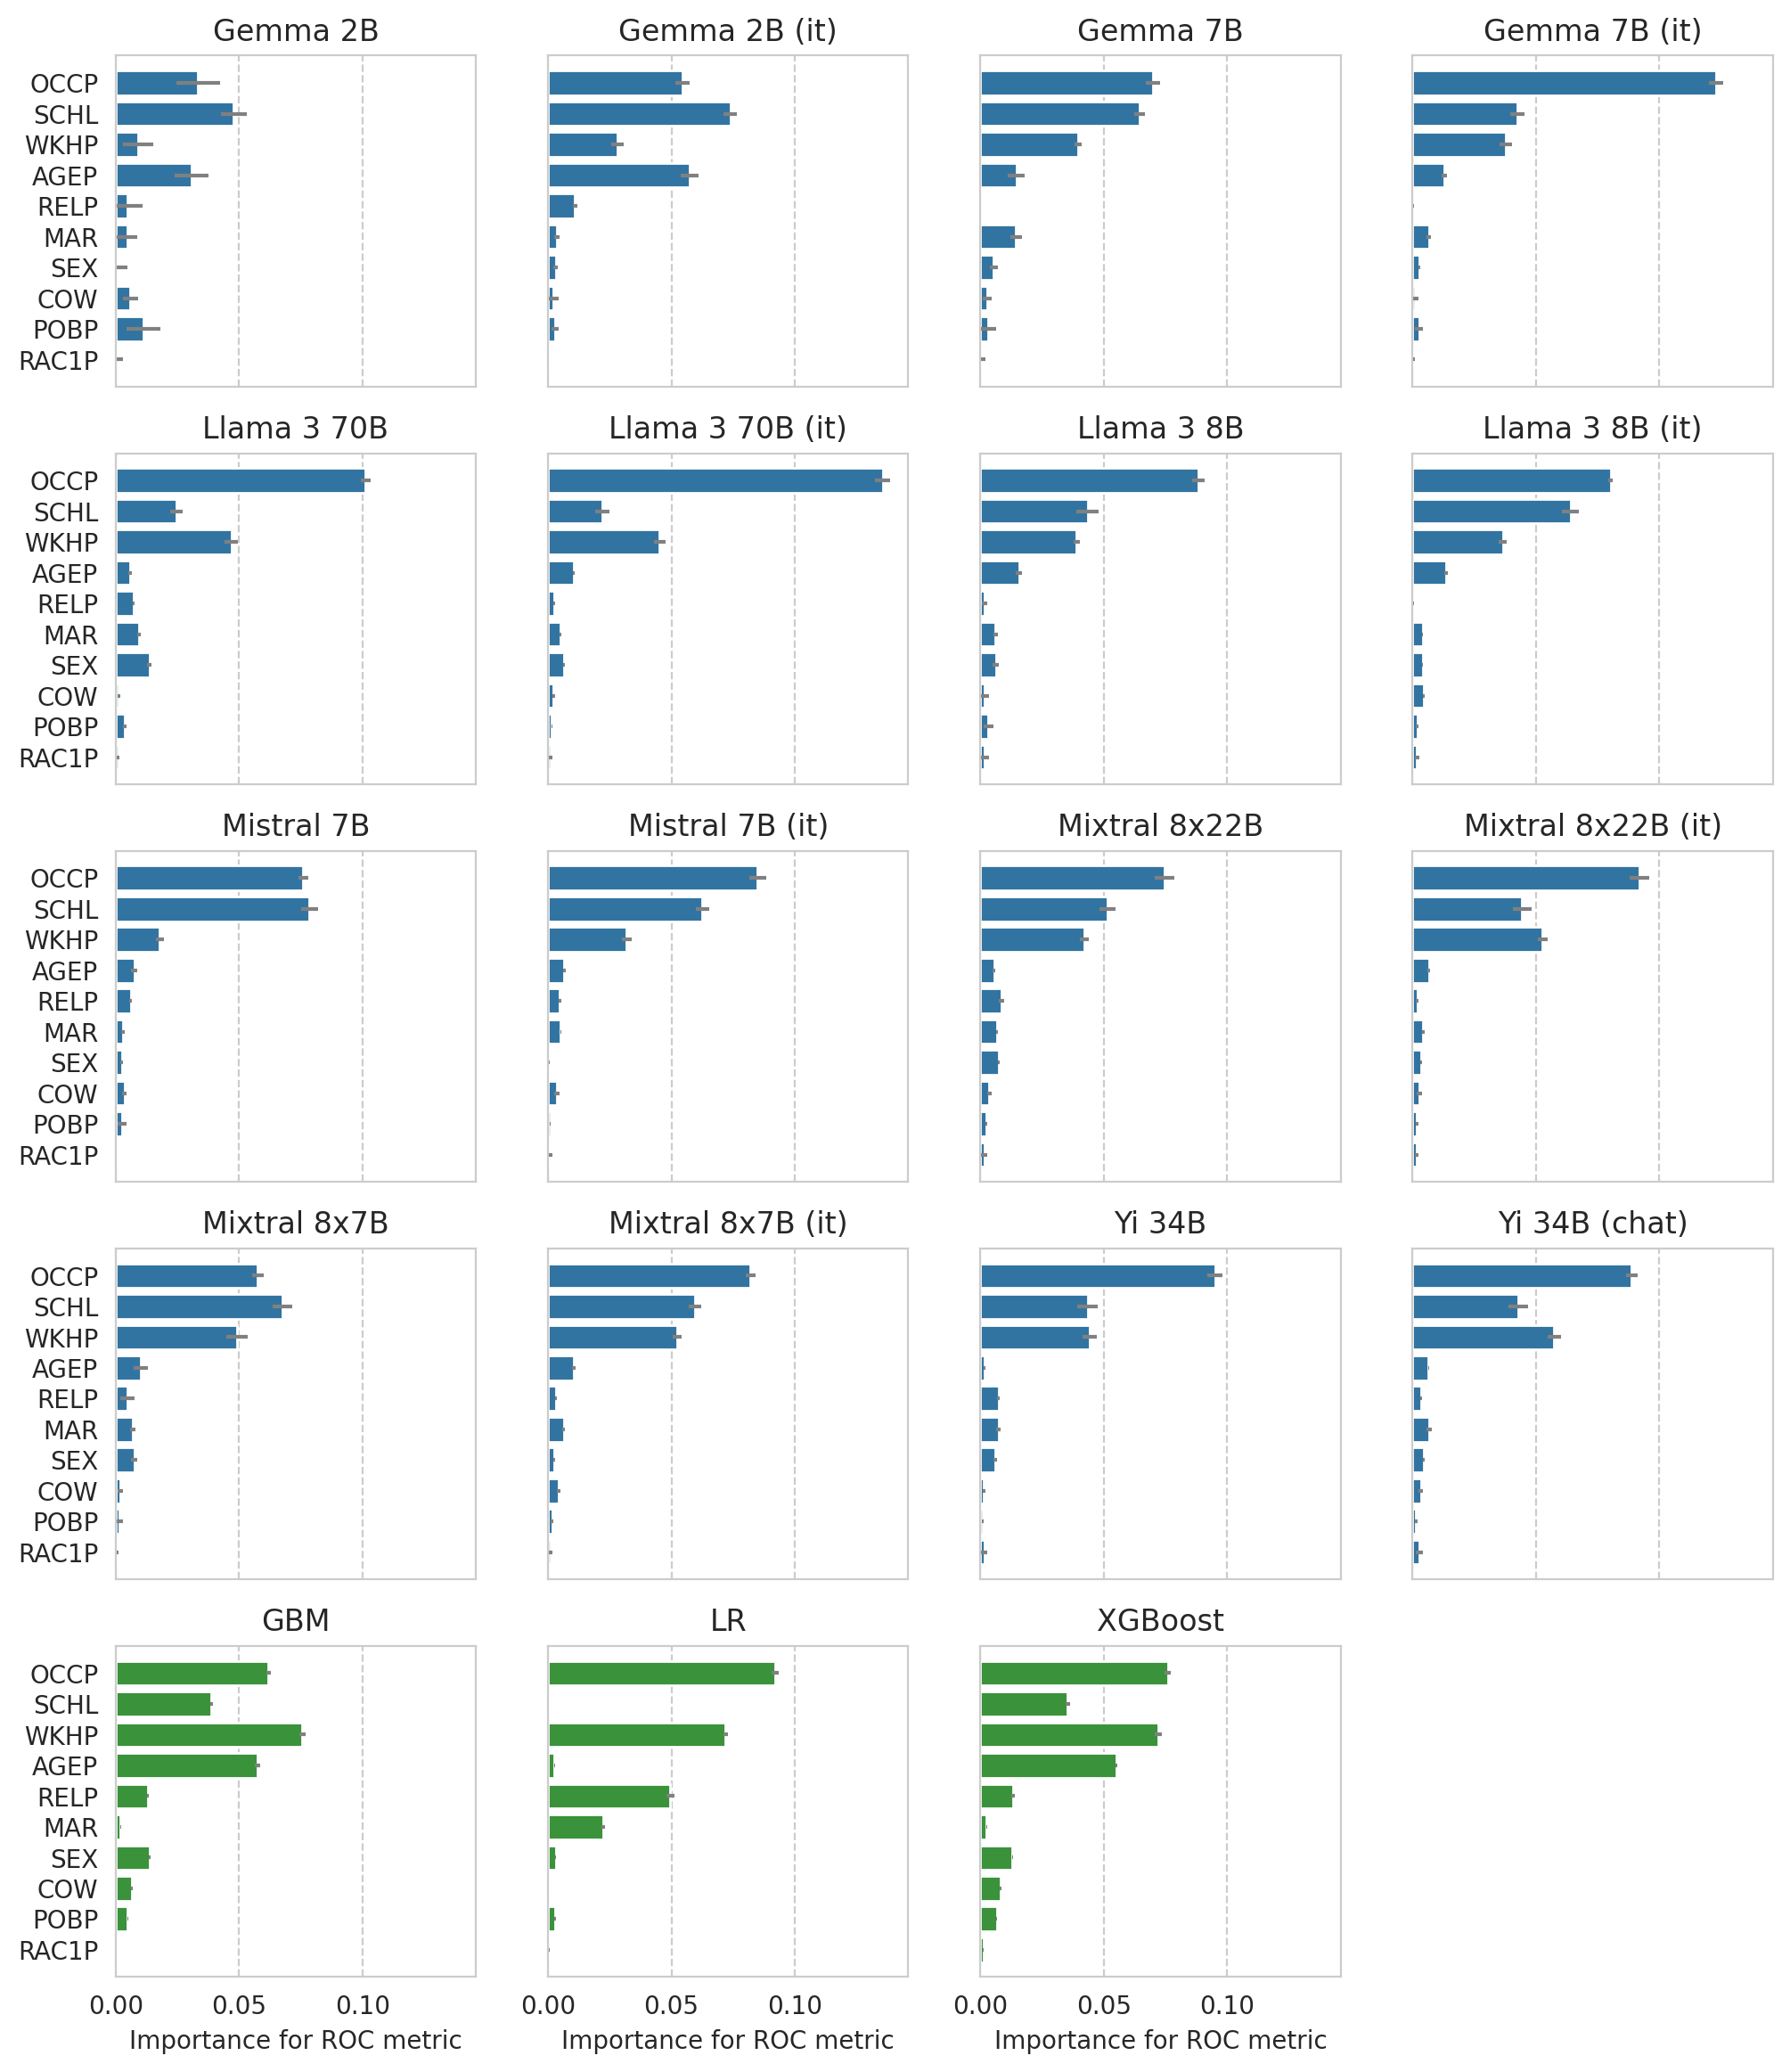 Gemma 2B
Gemma 2B (it)
Gemma 7B
Gemma 7B (it)
OCCP
SCHL
WKHP
AGEP
RELP
MAR
SEX
COW
POBP
RAC1P
Llama 3 70B
Llama 3 70B (it)
Llama 3 8B
Llama 3 8B (it)
OCCP
SCHL
WKHP
AGEP
RELP
MAR
SEX
COW
POBP
RAC1P
Mistral 7B
Mistral 7B (it)
Mixtral 8x22B
Mixtral 8x22B (it)
OCCP
SCHL
WKHP
AGEP
RELP
MAR
SEX
COW
POBP
RAC1P
Mixtral 8x7B
Mixtral 8x7B (it)
Yi 34B
Yi 34B (chat)
OCCP
SCHL
WKHP
AGEP
RELP
MAR
SEX
COW
POBP
RAC1P
GBM
LR
XGBoost
OCCP
SCHL
WKHP
AGEP
RELP
MAR
SEX
COW
POBP
RAC1P
0.00 0.05 0.10
0.00 0.05 0.10
0.00 0.05 0.10
Importance for ROC metric
Importance for ROC metric
Importance for ROC metric